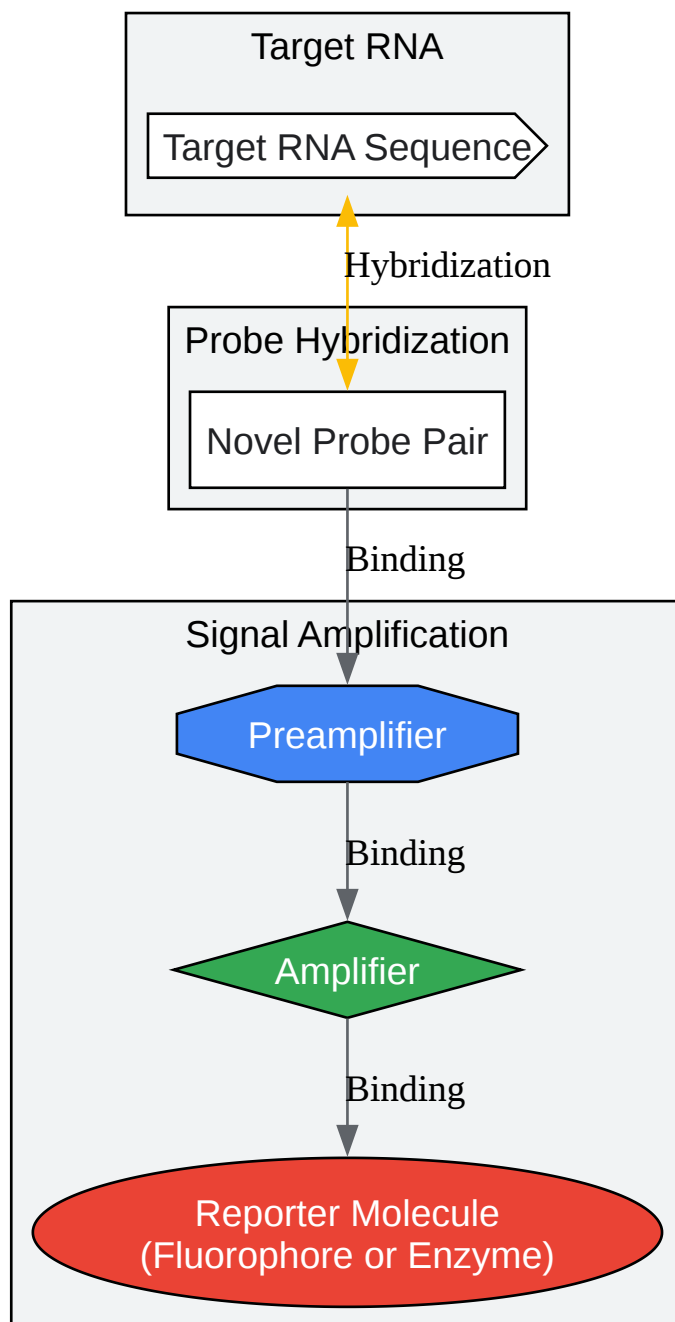 Target RNA
Target RNA Sequence
Hybridization
Probe Hybridization
Novel Probe Pair
Binding
Signal Amplification
Preamplifier
Binding
Amplifier
Binding
Reporter Molecule
(Fluorophore or Enzyme)